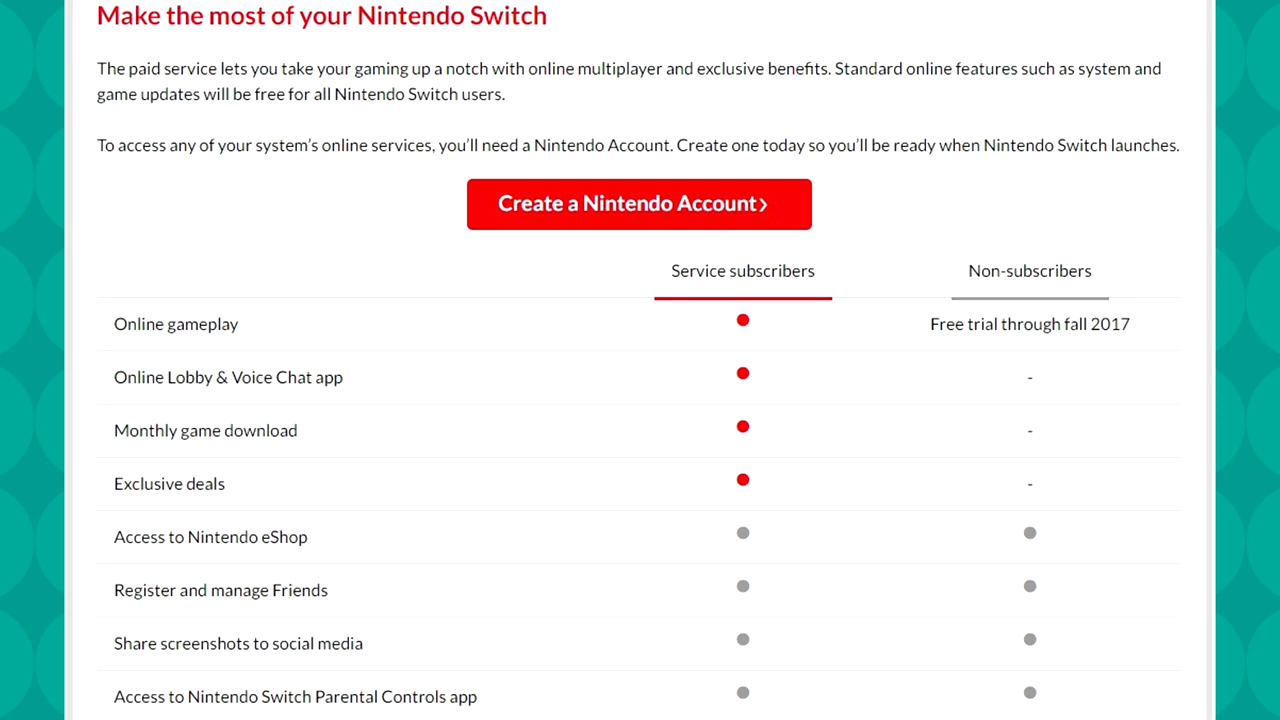 Make the most of your Nintendo Switch
The paid service lets you take your gaming up a notch with online multiplayer and exclusive benefits. Standard online features such as system and
game updates will be free for all Nintendo Switch users.
To access any of your system's online services, you'll need a Nintendo Account. Create one today so you'll be ready when Nintendo Switch launches.
Create a Nintendo Account›
Service subscribers Non-subscribers
Online gameplay ● Free trial through fall 2017
Online Lobby & Voice Chat app ● -
Monthly game download ● -
Exclusive deals ● -
Access to Nintendo eShop ● ●
Register and manage Friends ● ●
Share screenshots to social media ● ●
Access to Nintendo Switch Parental Controls app ● ●